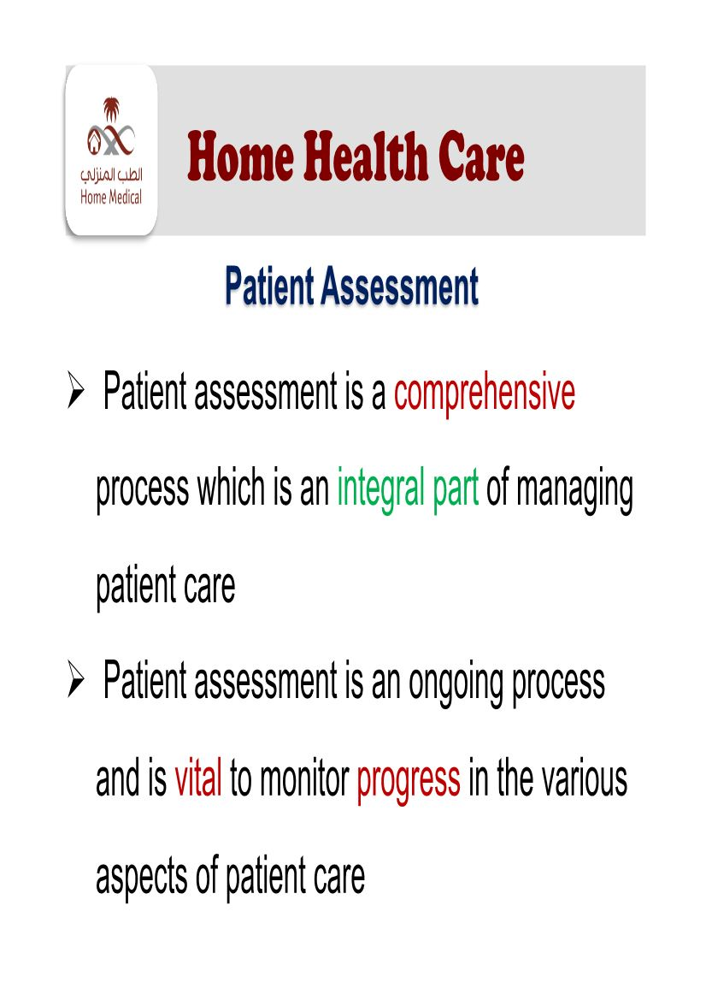 الطب المنزلي
Home Medical
Home Health Care
Patient Assessment
➢ Patient assessment is a comprehensive
process which is an integral part of managing
patient care
➢ Patient assessment is an ongoing process
and is vital to monitor progress in the various
aspects of patient care